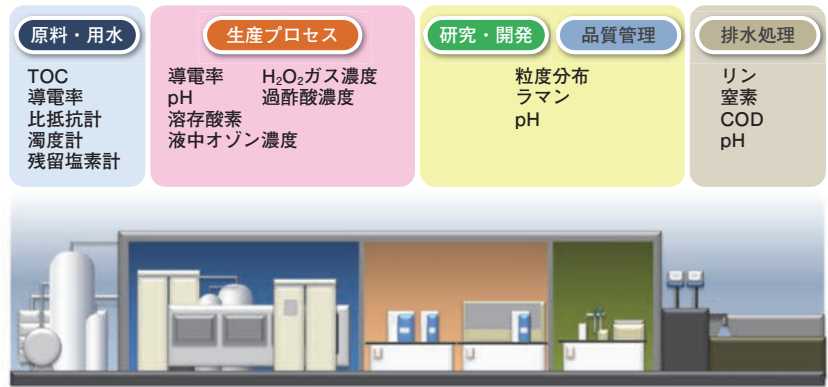 原料・用水
TOC
導電率
比抵抗計
濁度計
残留塩素計
生産プロセス
導電率 H₂O₂ガス濃度
pH 過酢酸濃度
溶存酸素
液中オゾン濃度
研究・開発 品質管理
粒度分布
ラマン
pH
排水処理
リン
窒素
COD
pH